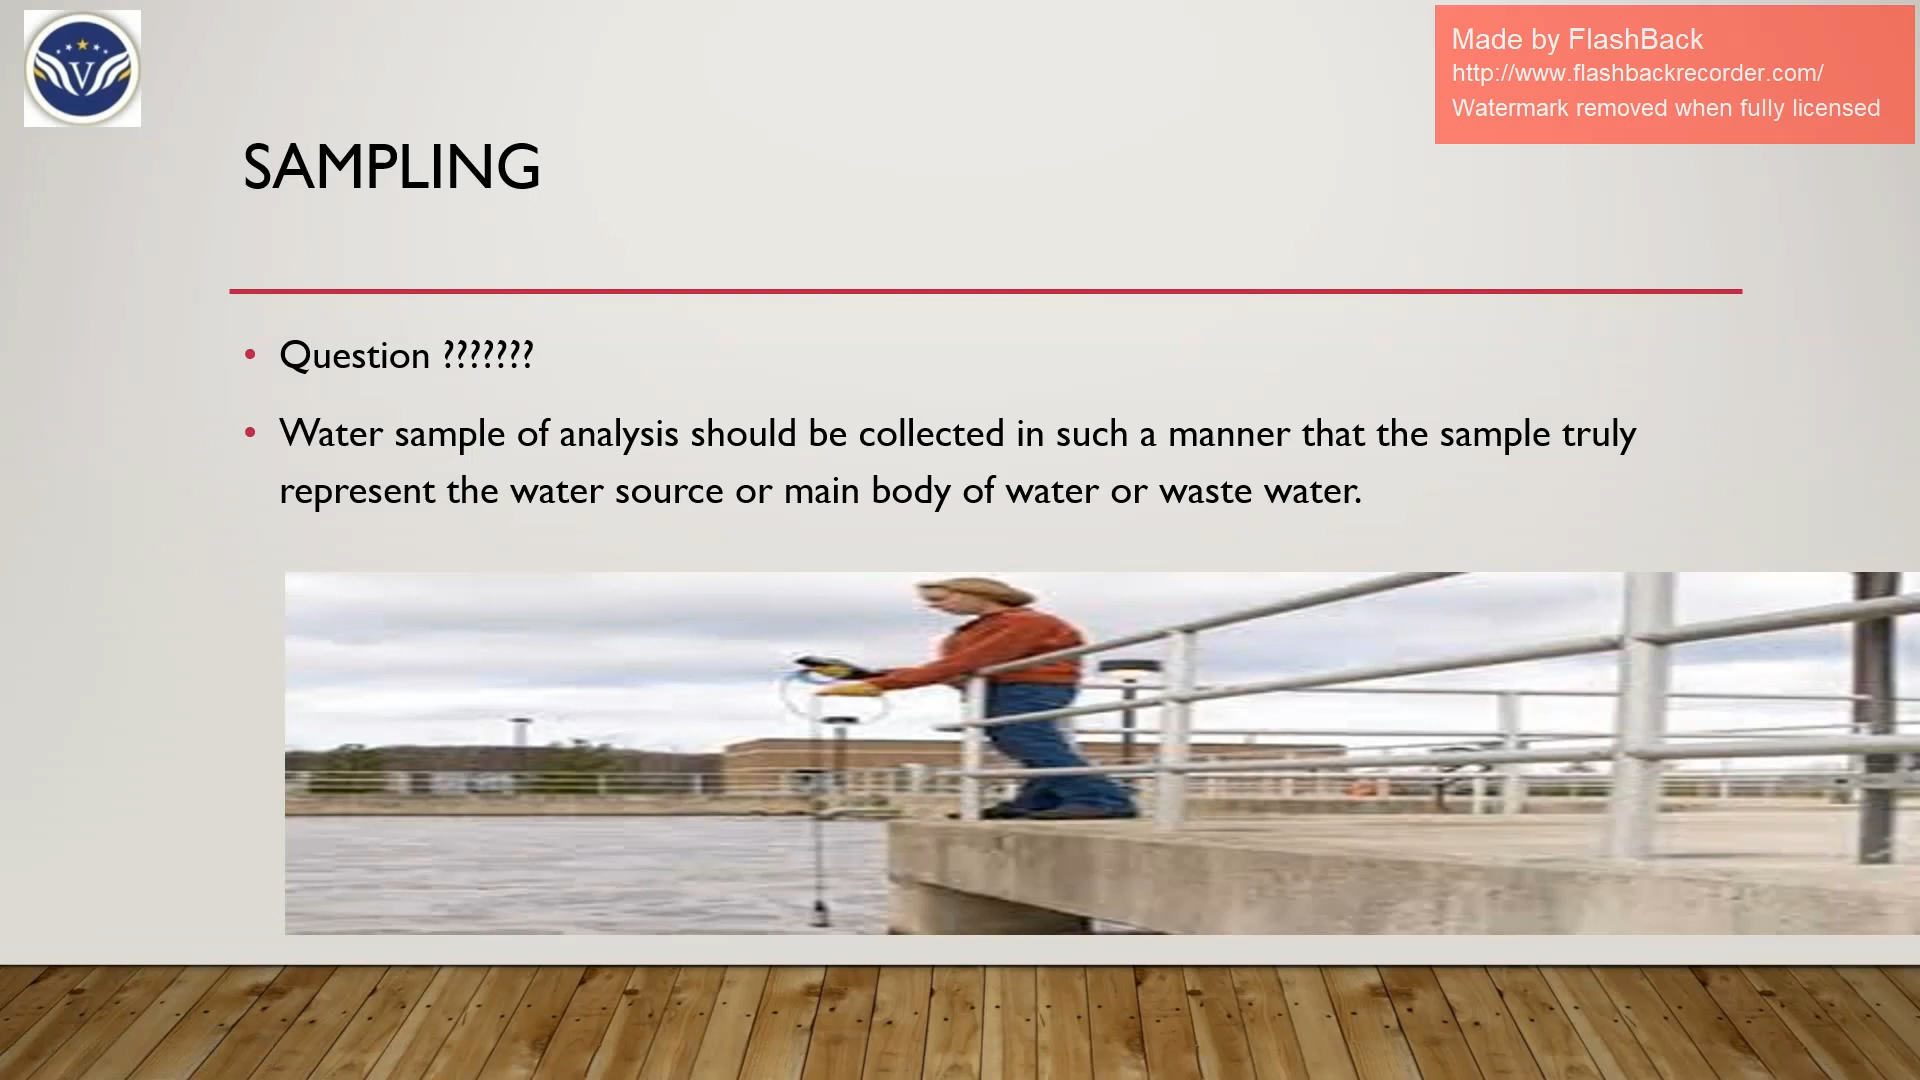 V
Made by FlashBack
http://www.flashbackrecorder.com/
Watermark removed when fully licensed
SAMPLING
• Question ???????
• Water sample of analysis should be collected in such a manner that the sample truly
represent the water source or main body of water or waste water.